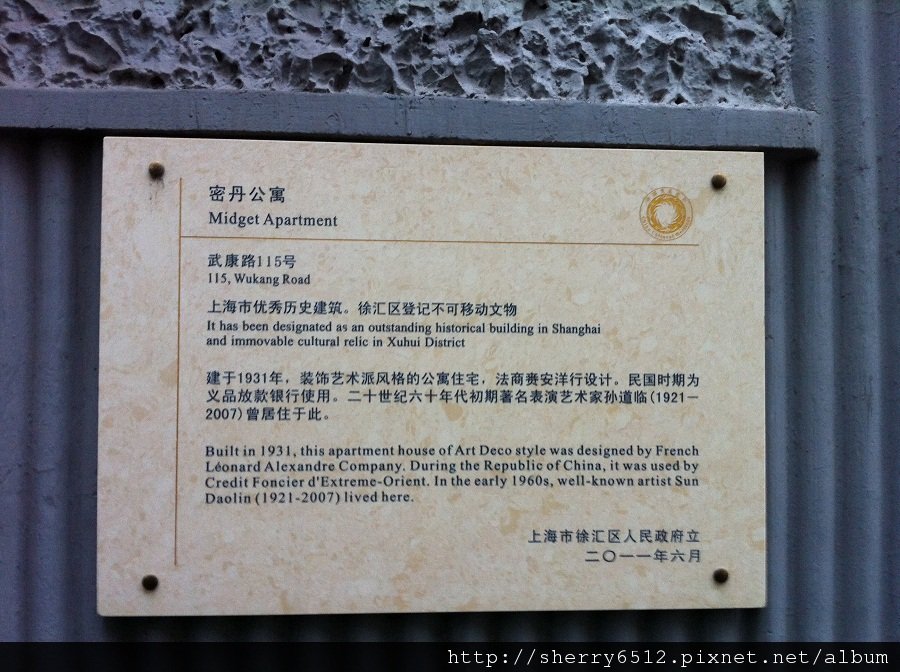 密丹公寓
Midget Apartment
武康路115号
115, Wukang Road
上海市优秀历史建筑。徐汇区登记不可移动文物
It has been designated as an outstanding historical building in Shanghai
and immovable cultural relic in Xuhui District
建于1931年，装饰艺术派风格的公寓住宅，法商赉安洋行设计。民国时期为
义品放款银行使用。二十世纪六十年代初期著名表演艺术家孙道临(1921-
2007)曾居住于此。
Built in 1931, this apartment house of Art Deco style was designed by French
Léonard Alexandre Company. During the Republic of China, it was used by
Credit Foncier d'Extreme-Orient. In the early 1960s, well-known artist Sun
Daolin (1921-2007) lived here.
上海市徐汇区人民政府立
二〇一一年六月
http://sherry6512.pixnet.net/album